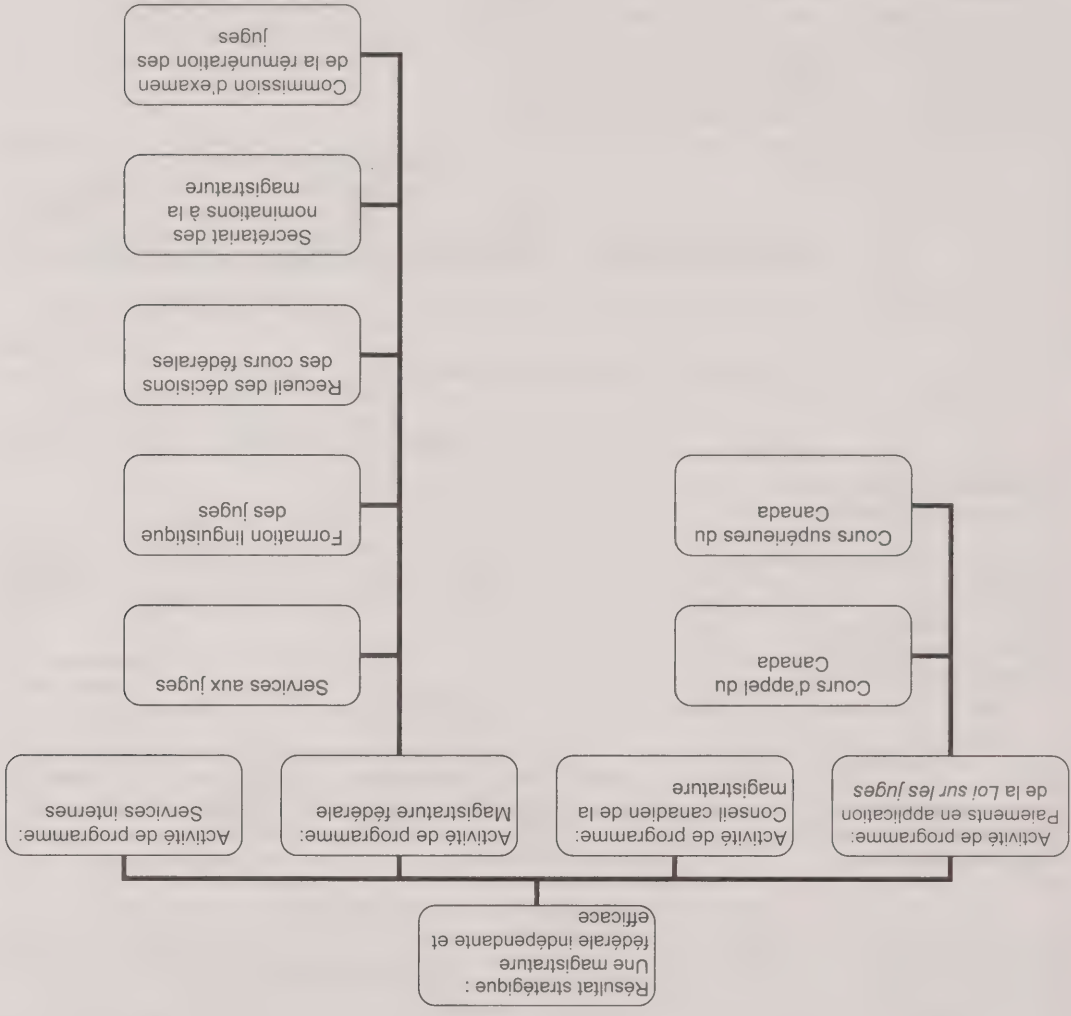 Résultat stratégique :
Une magistrature
fédérale indépendante et
efficace
Activité de programme:
Paiements en application
de la Loi sur les juges
Activité de programme:
Conseil canadien de la
magistrature
Activité de programme:
Magistrature fédérale
Activité de programme:
Services internes
Cours d'appel du
Canada
Cours supérieures du
Canada
Services aux juges
Formation linguistique
des juges
Recueil des décisions
des cours fédérales
Secrétariat des
nominations à la
magistrature
Commission d'examen
de la rémunération des
juges